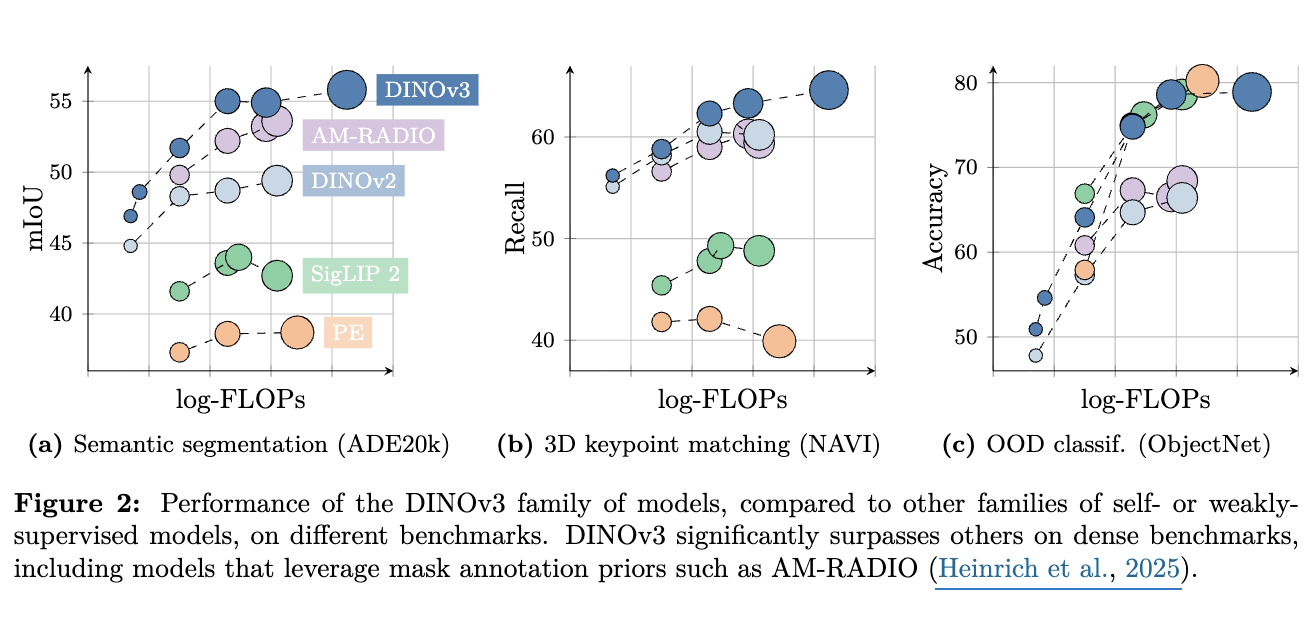 mIoU
55
50
45
40
DINOv3
AM-RADIO
DINOv2
SigLIP 2
PE
log-FLOPs
(a) Semantic segmentation (ADE20k)
Recall
60
50
40
log-FLOPs
(b) 3D keypoint matching (NAVI)
Accuracy
80
70
60
50
log-FLOPs
(c) OOD classif. (ObjectNet)
Figure 2: Performance of the DINOv3 family of models, compared to other families of self- or weakly-
supervised models, on different benchmarks. DINOv3 significantly surpasses others on dense benchmarks,
including models that leverage mask annotation priors such as AM-RADIO (Heinrich et al., 2025).